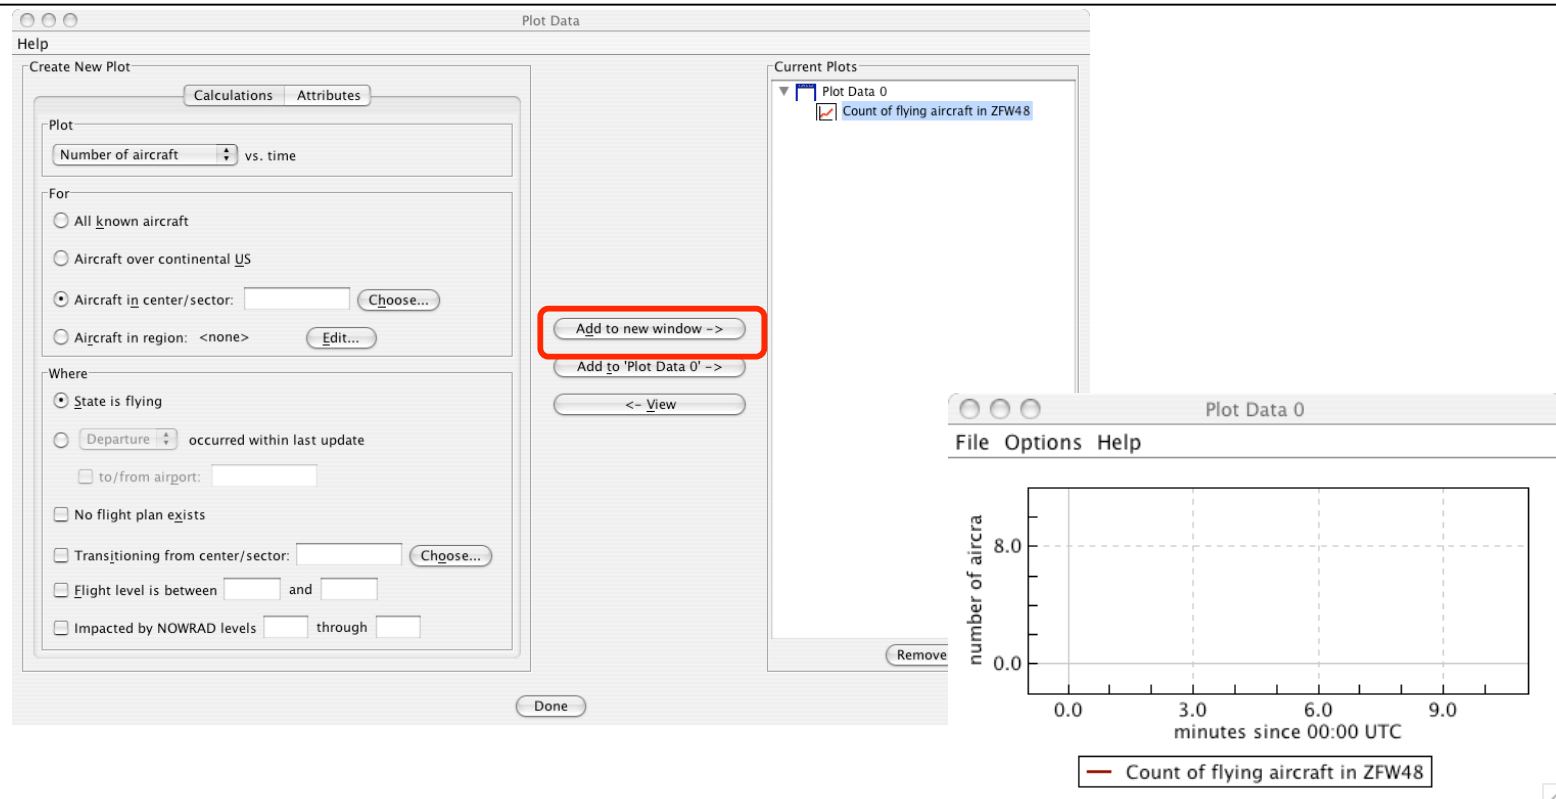 Plot Data
Help
Create New Plot
Calculations Attributes
Plot
Number of aircraft vs. time
For
All known aircraft
Aircraft over continental US
Aircraft in center/sector: Choose...
Aircraft in region: <none> Edit...
Where
State is flying
Departure occurred within last update
to/from airport:
No flight plan exists
Transitioning from center/sector: Choose...
Flight level is between and
Impacted by NOWRAD levels through
Add to new window ->
Add to 'Plot Data 0' ->
<- View
Current Plots
Plot Data 0
Count of flying aircraft in ZFW48
Remove
Done
Plot Data 0
File Options Help
number of aircra
8.0
0.0
0.0 3.0 6.0 9.0
minutes since 00:00 UTC
Count of flying aircraft in ZFW48